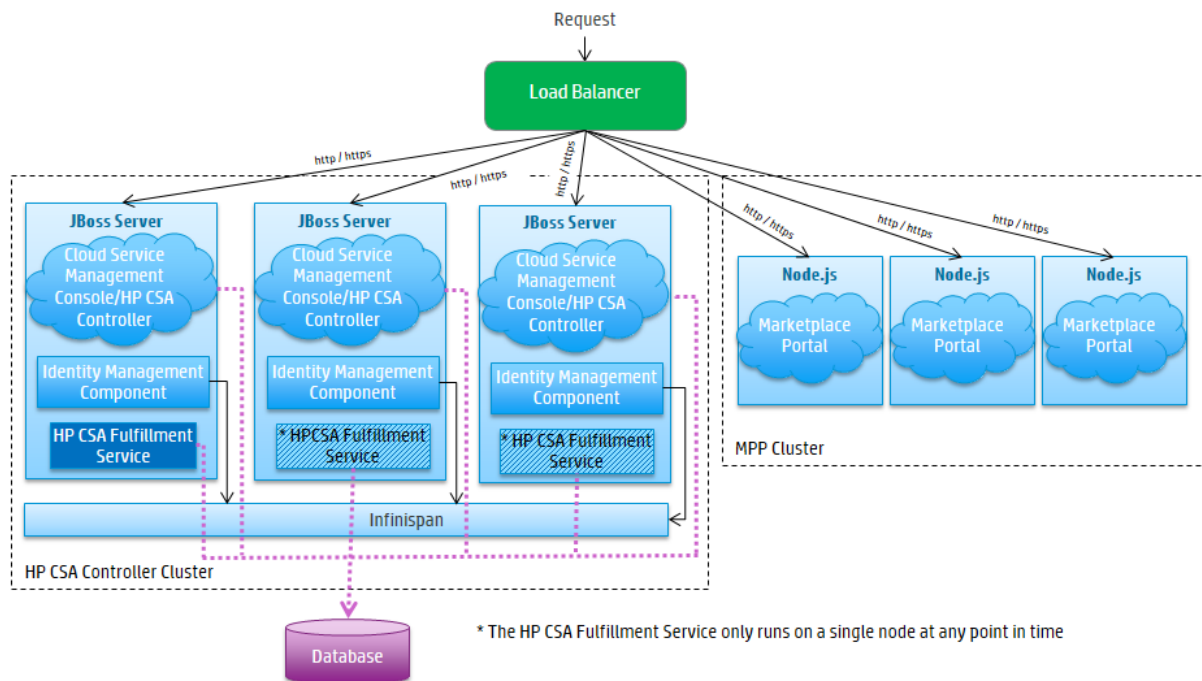 Request
Load Balancer
http / https
http / https
http / https
http / https
http / https
http / https
JBoss Server
Cloud Service
Management
Console/HP CSA
Controller
Identity Management
Component
HP CSA Fulfillment
Service
JBoss Server
Cloud Service
Management
Console/HP CSA
Controller
Identity Management
Component
* HPCSA Fulfillment
Service
JBoss Server
Cloud Service
Management
Console/HP CSA
Controller
Identity Management
Component
* HP CSA Fulfillment
Service
Infinispan
HP CSA Controller Cluster
Node.js
Marketplace
Portal
Node.js
Marketplace
Portal
Node.js
Marketplace
Portal
MPP Cluster
Database
* The HP CSA Fulfillment Service only runs on a single node at any point in time